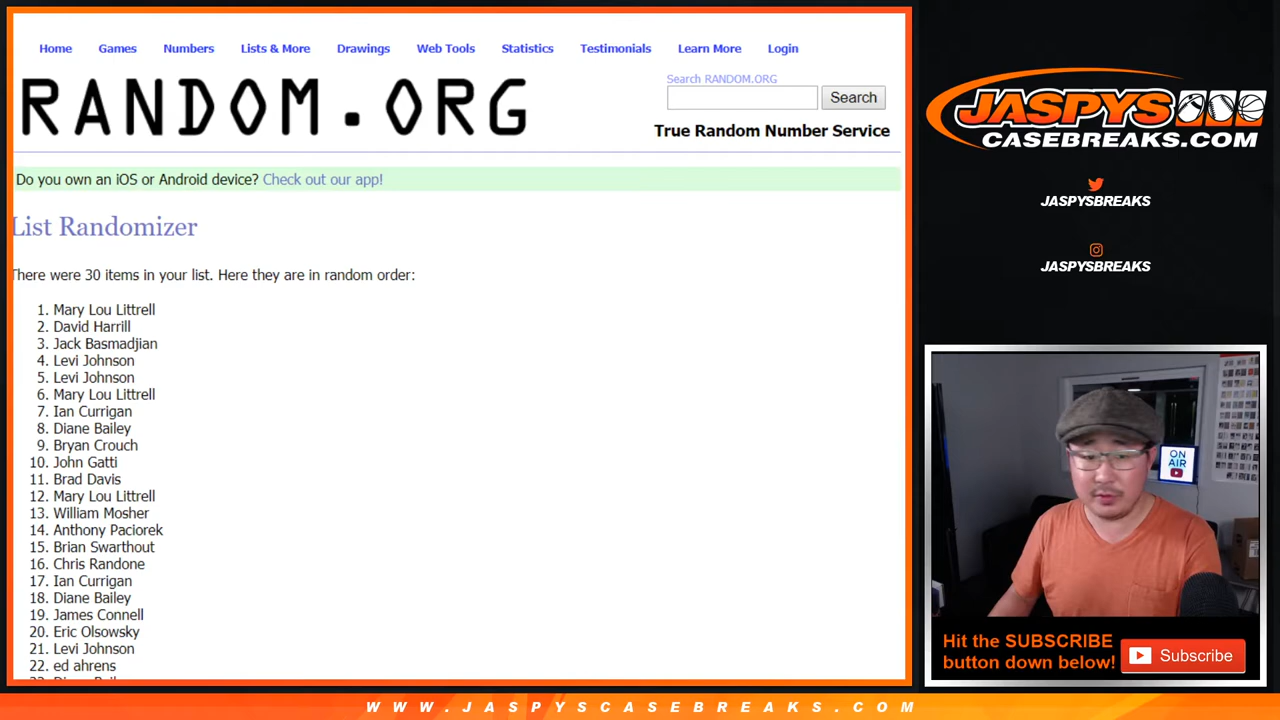 Home Games Numbers Lists & More Drawings Web Tools Statistics Testimonials Learn More Login
Search RANDOM.ORG
RANDOM.ORG
Search
True Random Number Service
Do you own an iOS or Android device? Check out our app!
List Randomizer
There were 30 items in your list. Here they are in random order:
1. Mary Lou Littrell
2. David Harrill
3. Jack Basmadjian
4. Levi Johnson
5. Levi Johnson
6. Mary Lou Littrell
7. Ian Currigan
8. Diane Bailey
9. Bryan Crouch
10. John Gatti
11. Brad Davis
12. Mary Lou Littrell
13. William Mosher
14. Anthony Paciorek
15. Brian Swarthout
16. Chris Randone
17. Ian Currigan
18. Diane Bailey
19. James Connell
20. Eric Olsowsky
21. Levi Johnson
22. ed ahrens
JASPYS
CASEBREAKS.COM
JASPYSBREAKS
JASPYSBREAKS
ON
AIR
Hit the SUBSCRIBE
button down below!
Subscribe
WWW.JASPYSCASEBREAKS.COM